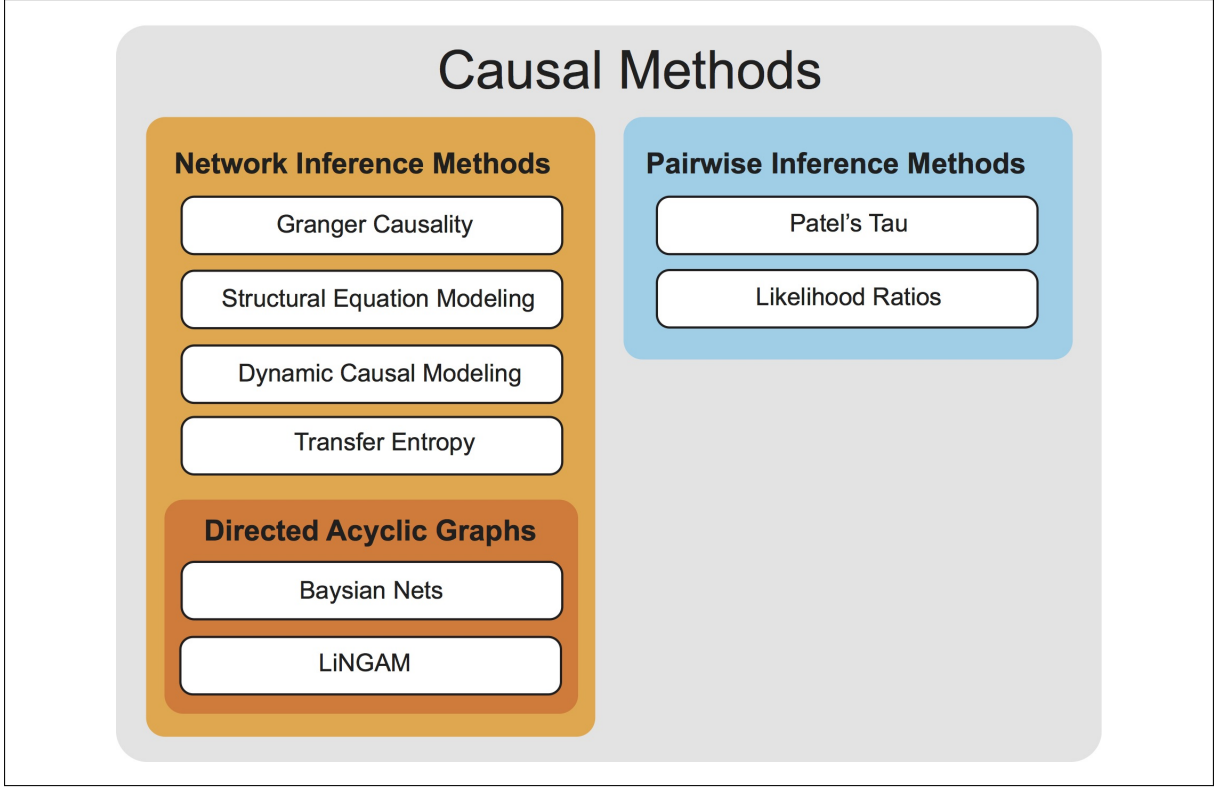 Causal Methods
Network Inference Methods
Granger Causality
Structural Equation Modeling
Dynamic Causal Modeling
Transfer Entropy
Directed Acyclic Graphs
Baysian Nets
LiNGAM
Pairwise Inference Methods
Patel's Tau
Likelihood Ratios